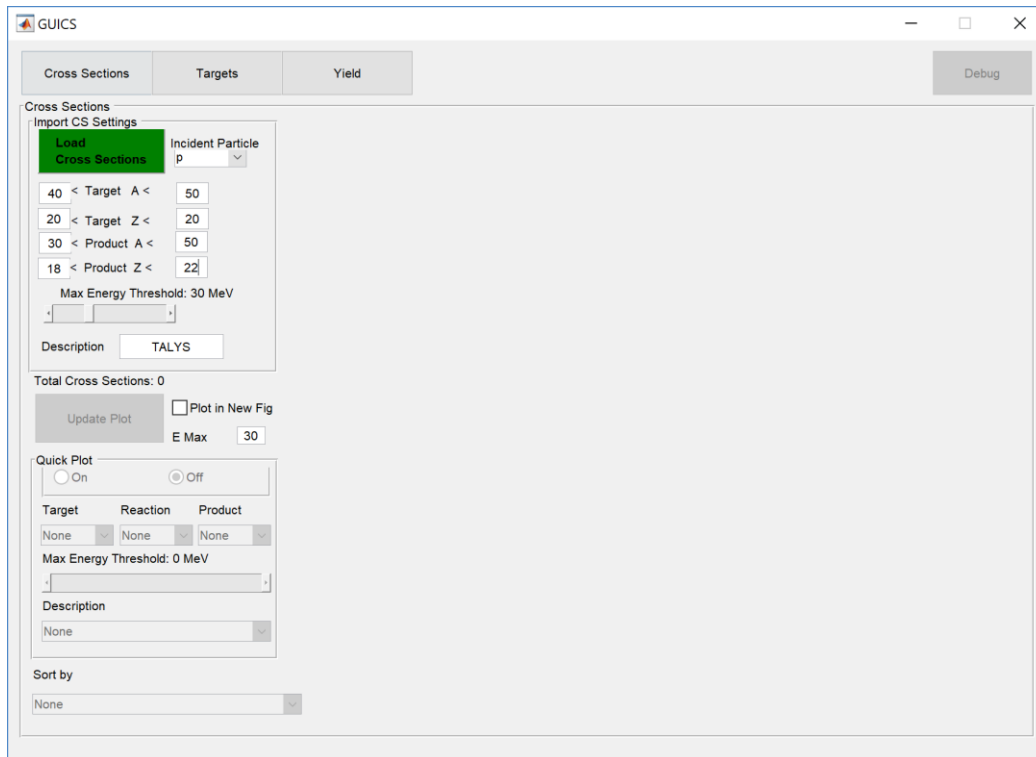 GUICS
Cross Sections Targets Yield Debug
Cross Sections
Import CS Settings
Load
Cross Sections
Incident Particle
p
40 < Target A < 50
20 < Target Z < 20
30 < Product A < 50
18 < Product Z < 22
Max Energy Threshold: 30 MeV
Description TALYS
Total Cross Sections: 0
Update Plot
Plot in New Fig
E Max 30
Quick Plot
On Off
Target Reaction Product
None None None
Max Energy Threshold: 0 MeV
Description
None
Sort by
None